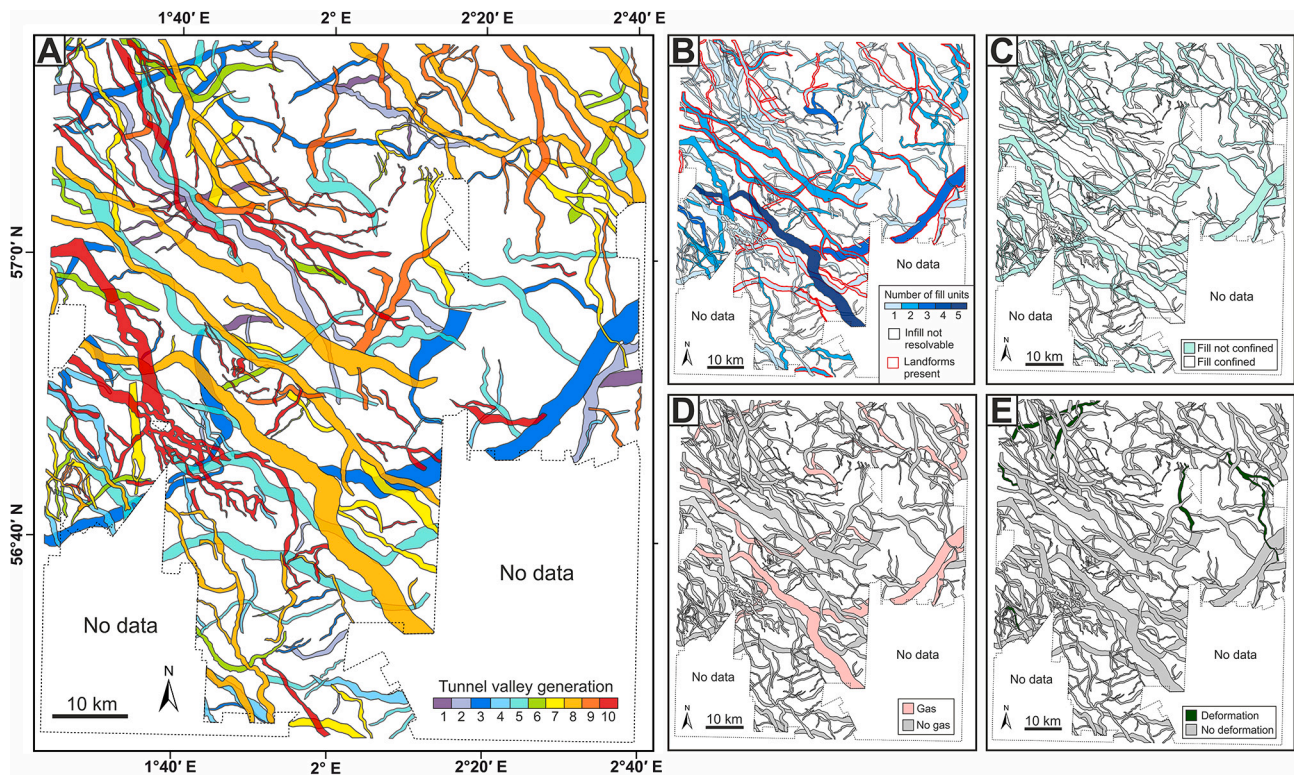 1°40′ E 2° E 2°20′ E 2°40′ E
A
57°0′ N
56°40′ N
No data
No data
10 km
N
Tunnel valley generation
1 2 3 4 5 6 7 8 9 10
1°40′ E 2° E 2°20′ E 2°40′ E
B
No data
No data
N
10 km
Number of fill units
1 2 3 4 5
Infill not
resolvable
Landforms
present
C
No data
No data
N
10 km
Fill not confined
Fill confined
D
No data
No data
N
10 km
Gas
No gas
E
No data
No data
N
10 km
Deformation
No deformation